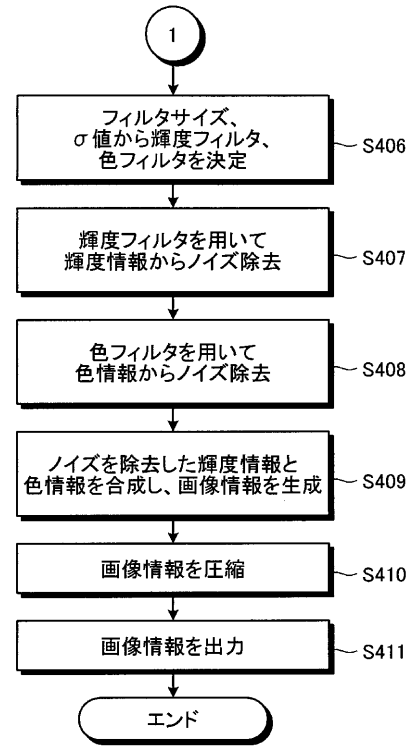 1
フィルタサイズ、
σ値から輝度フィルタ、
色フィルタを決定
S406
輝度フィルタを用いて
輝度情報からノイズ除去
S407
色フィルタを用いて
色情報からノイズ除去
S408
ノイズを除去した輝度情報と
色情報を合成し、画像情報を生成
S409
画像情報を圧縮
S410
画像情報を出力
S411
エンド